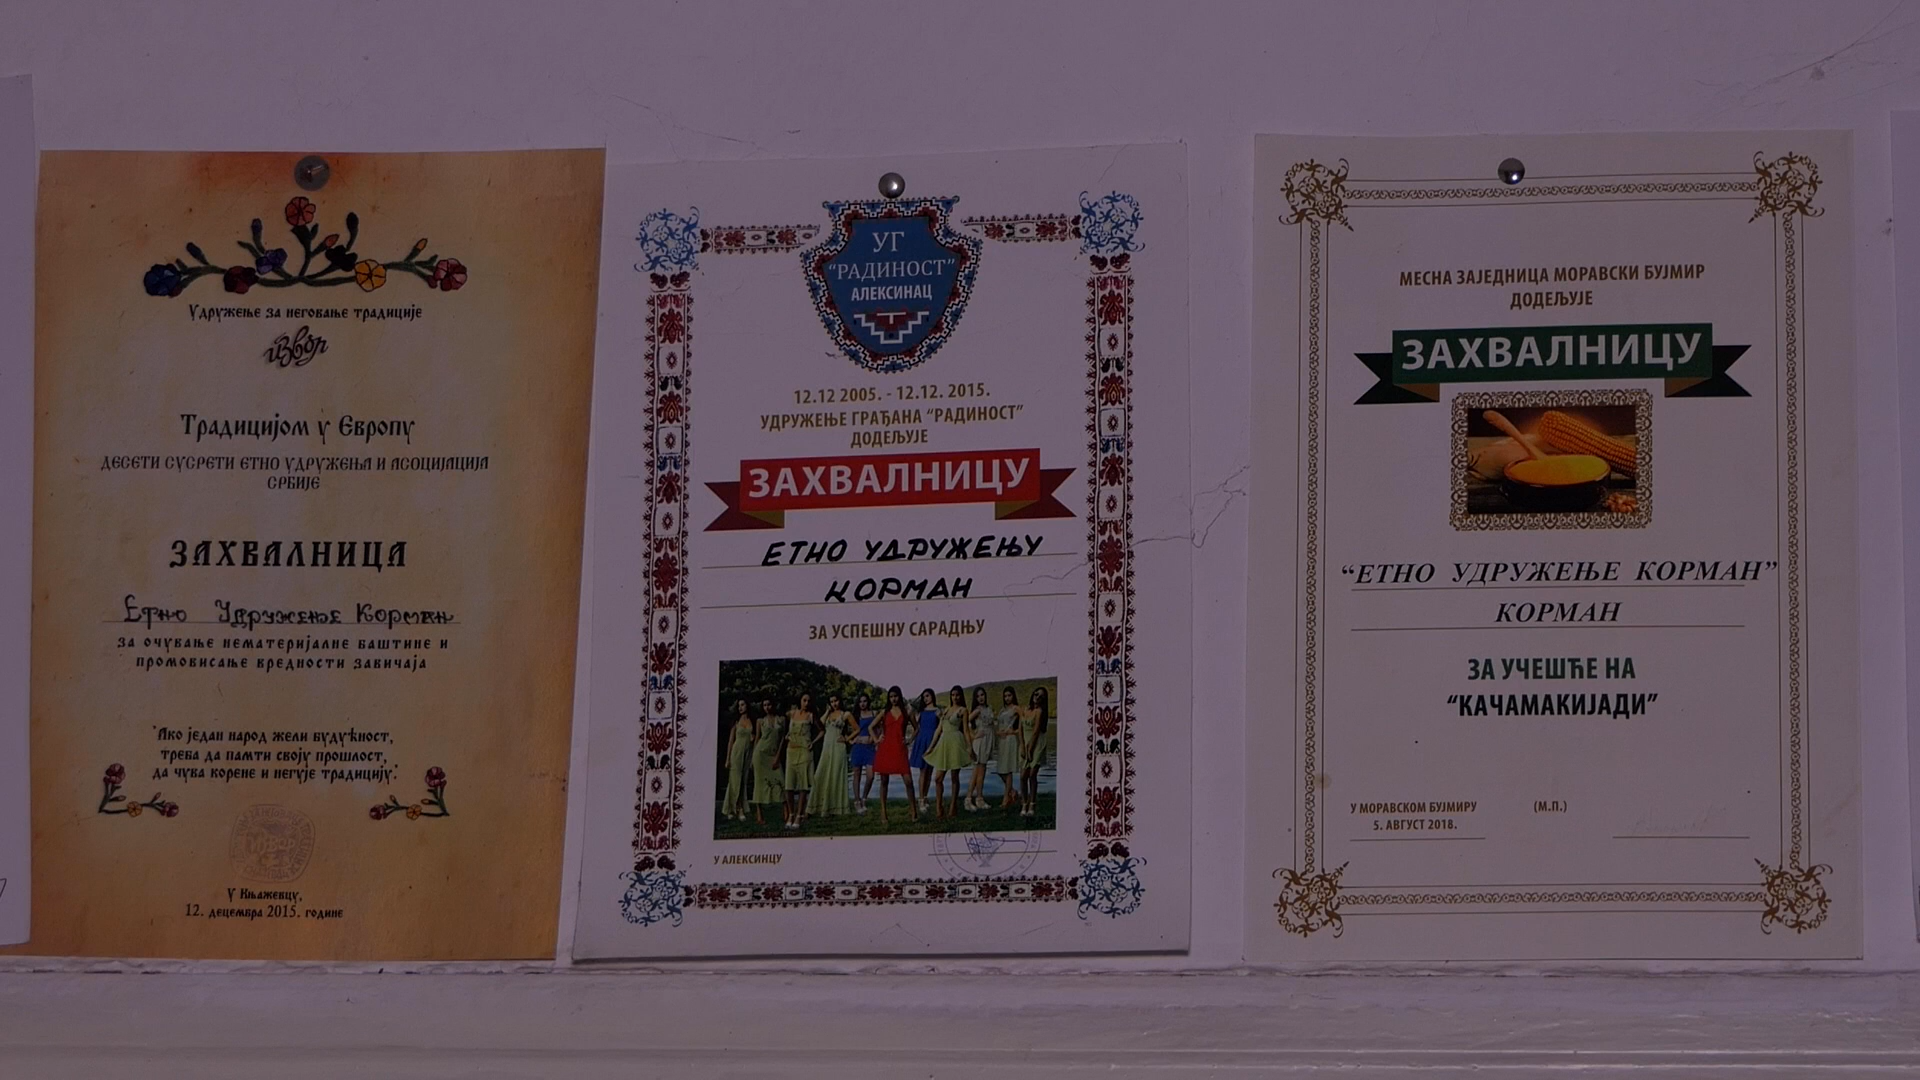 Удружење за неговање традиције
извор
Традицијом у Европу
ДЕСЕТИ СУСРЕТИ ЕТНО УДРУЖЕЊА И АСОЦИЈАЦИЈА
СРБИЈЕ
ЗАХВАЛНИЦА
Етно Удружење Корман
за очување нематеријалне баштине и
промовисање вредности завичаја
"Ако један народ жели будућност,
треба да памти своју прошлост,
да чува корене и негује традицију."
У Књажевцу,
12. децембра 2015. године
УГ
"РАДИНОСТ"
АЛЕКСИНАЦ
12.12 2005. - 12.12. 2015.
УДРУЖЕЊЕ ГРАЂАНА "РАДИНОСТ"
ДОДЕЉУЈЕ
ЗАХВАЛНИЦУ
ЕТНО УДРУЖЕЊУ
КОРМАН
ЗА УСПЕШНУ САРАДЊУ
У АЛЕКСИНЦУ
МЕСНА ЗАЈЕДНИЦА МОРАВСКИ БУЈМИР
ДОДЕЉУЈЕ
ЗАХВАЛНИЦУ
"ЕТНО УДРУЖЕЊЕ КОРМАН"
КОРМАН
ЗА УЧЕШЋЕ НА
"КАЧАМАКИЈАДИ"
У МОРАВСКОМ БУЈМИРУ (М.П.)
5. АВГУСТ 2018.